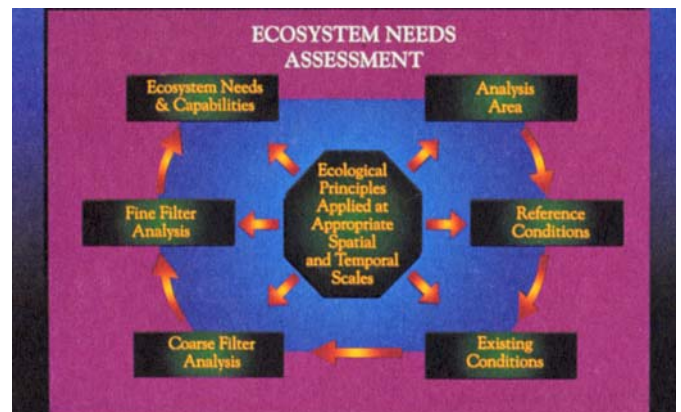 ECOSYSTEM NEEDS
ASSESSMENT
Ecosystem Needs
& Capabilities
Analysis
Area
Ecological
Principles
Applied at
Appropriate
Spatial
and Temporal
Scales
Fine Filter
Analysis
Reference
Conditions
Coarse Filter
Analysis
Existing
Conditions